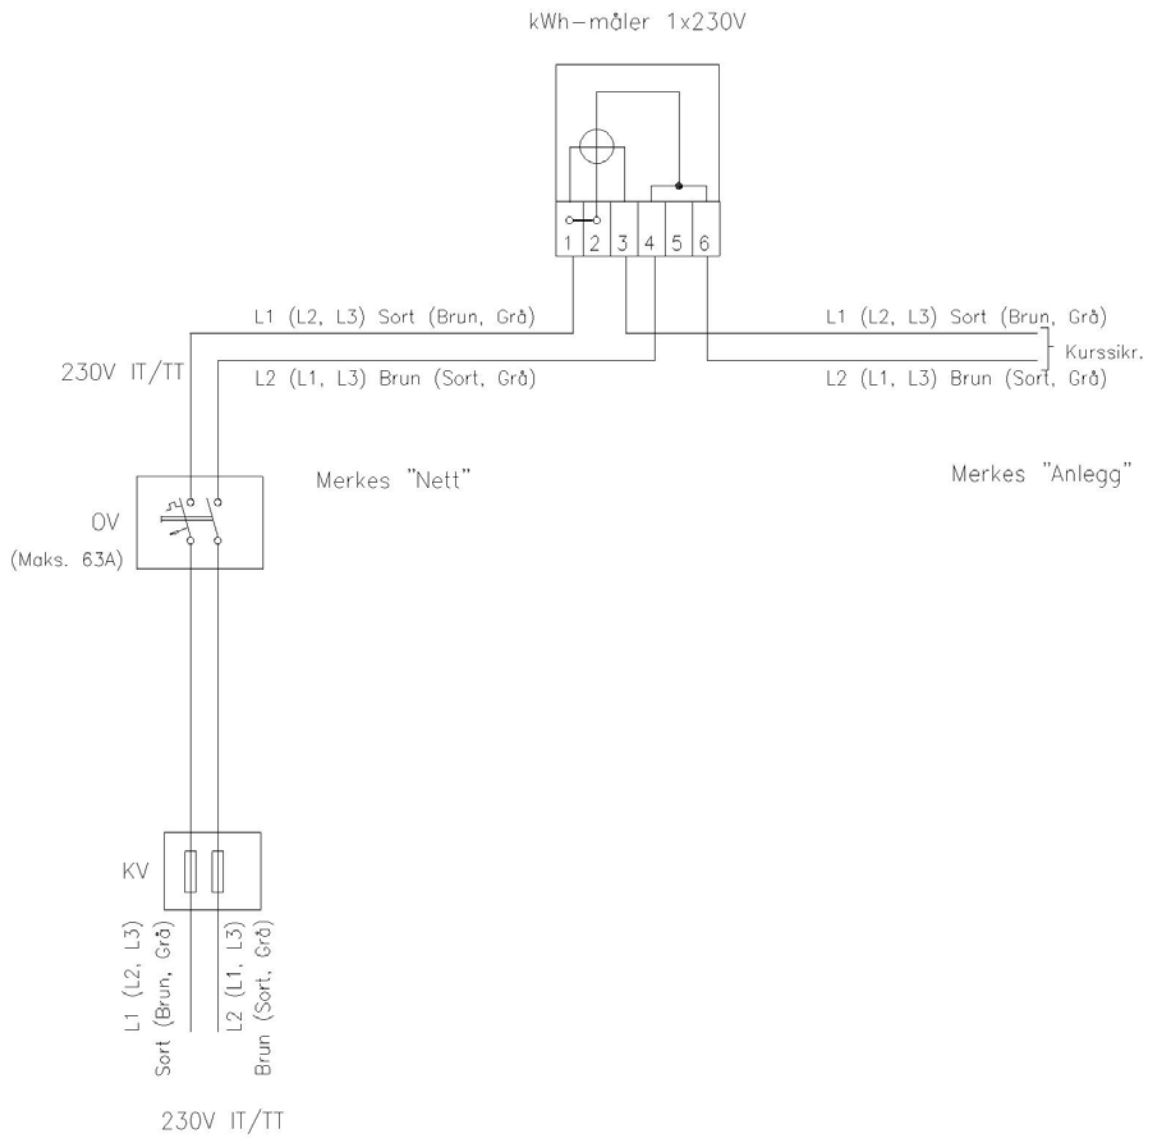 kWh-måler 1x230V
1 2 3 4 5 6
L1 (L2, L3) Sort (Brun, Grå)
L1 (L2, L3) Sort (Brun, Grå)
Kurssikr.
230V IT/TT
L2 (L1, L3) Brun (Sort, Grå)
L2 (L1, L3) Brun (Sort, Grå)
Merkes "Nett"
Merkes "Anlegg"
OV
(Maks. 63A)
KV
L1 (L2, L3)
Sort (Brun, Grå)
L2 (L1, L3)
Brun (Sort, Grå)
230V IT/TT